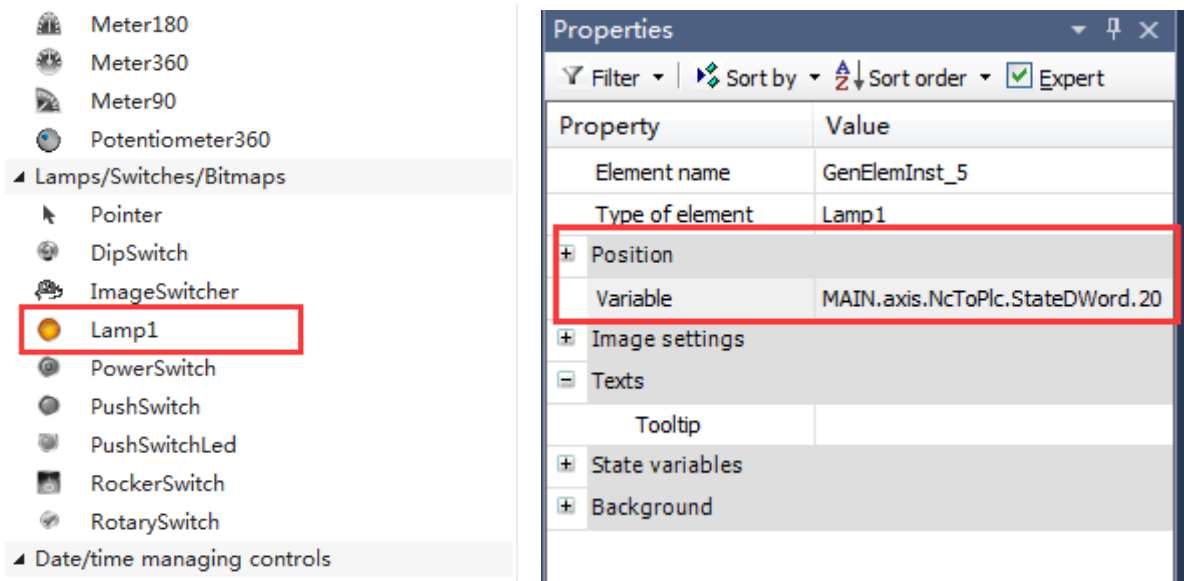 Meter180
Meter360
Meter90
Potentiometer360
Lamps/Switches/Bitmaps
Pointer
DipSwitch
ImageSwitcher
Lamp1
PowerSwitch
PushSwitch
PushSwitchLed
RockerSwitch
RotarySwitch
Date/time managing controls
Properties
Filter Sort by Sort order Expert
Property Value
Element name GenElemInst_5
Type of element Lamp1
Position
Variable MAIN.axis.NcToPlc.StateDWord.20
Image settings
Texts
Tooltip
State variables
Background